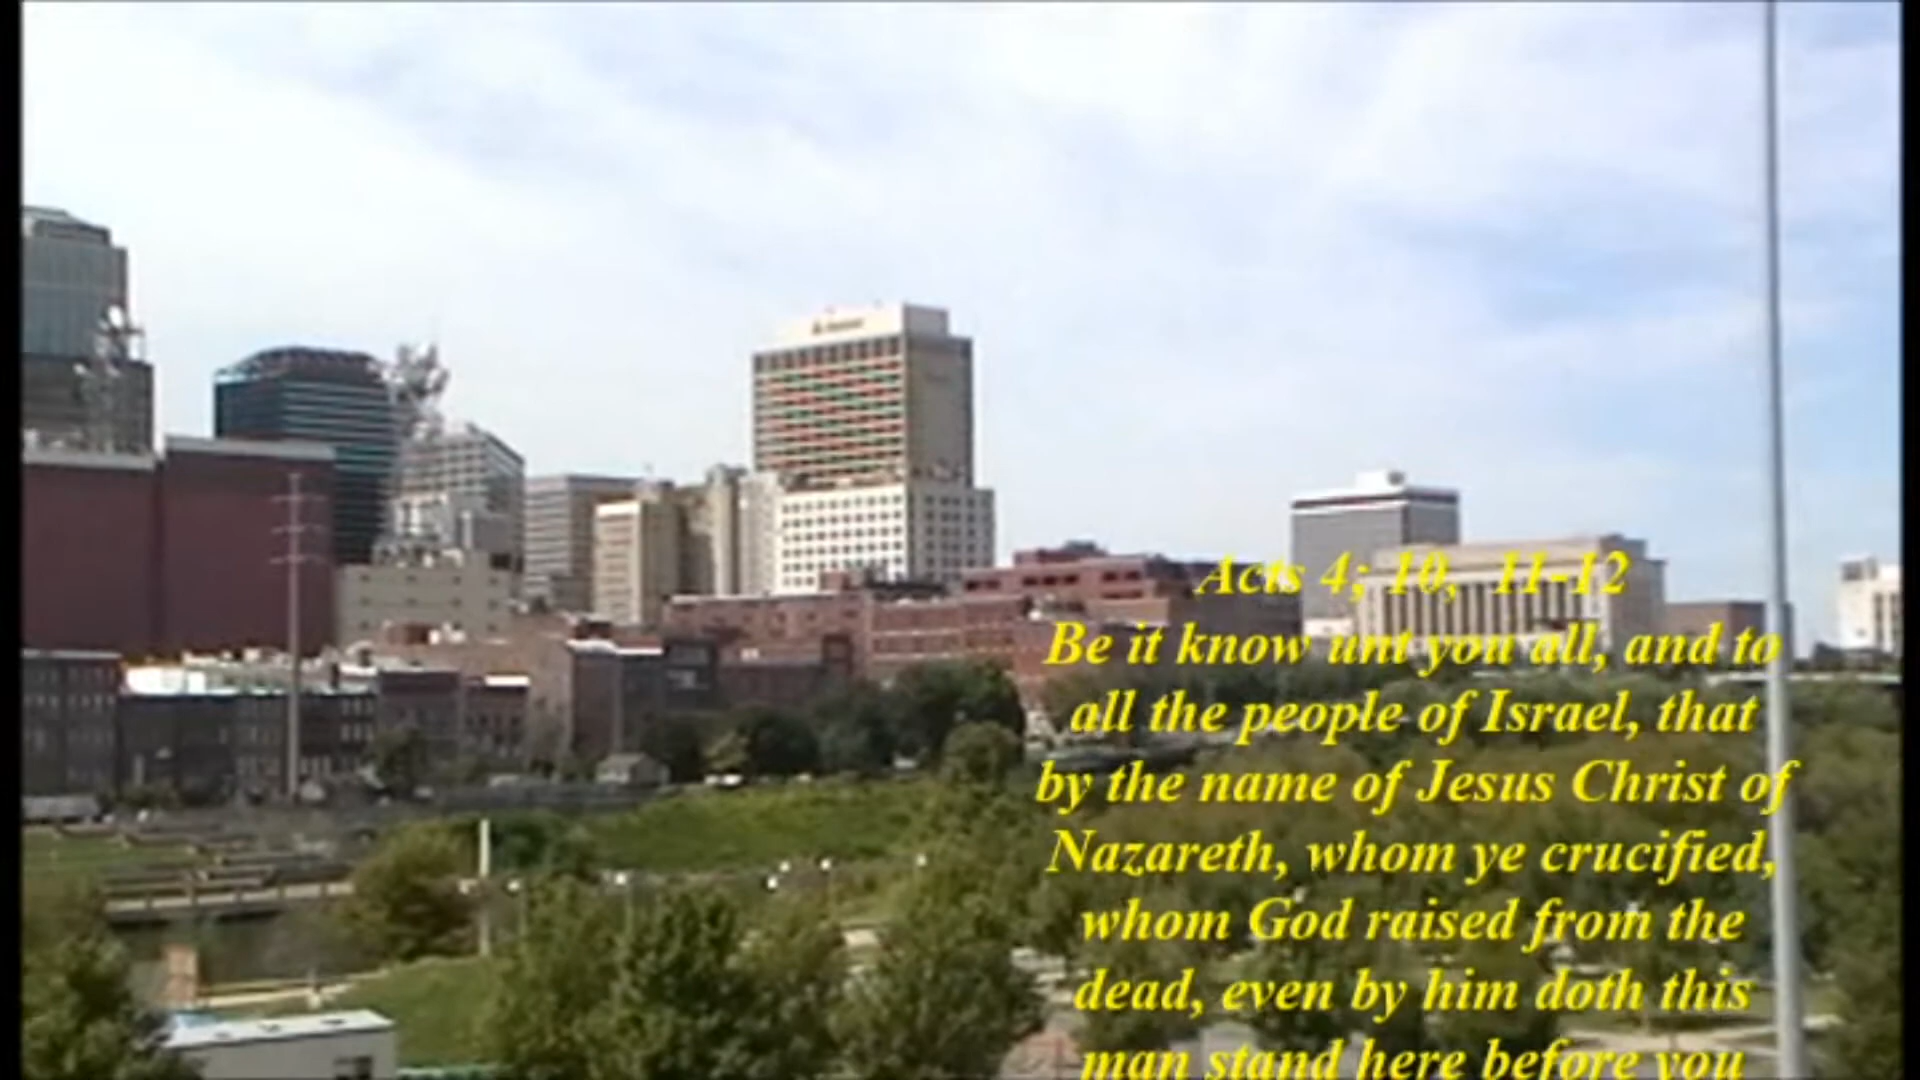 Acts 4; 10, 11-12
Be it know unt you all, and to
all the people of Israel, that
by the name of Jesus Christ of
Nazareth, whom ye crucified,
whom God raised from the
dead, even by him doth this
man stand here before you